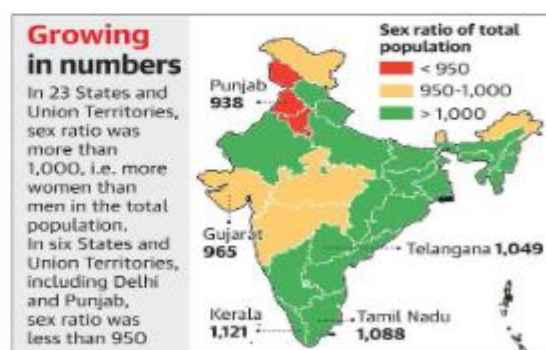 Growing
in numbers
In 23 States and
Union Territories,
sex ratio was
more than
1,000, i.e. more
women than
men in the total
population.
In six States and
Union Territories,
including Delhi
and Punjab,
sex ratio was
less than 950
Sex ratio of total
population
< 950
950-1,000
> 1,000
Punjab
938
Gujarat
965
Telangana 1,049
Kerala
1,121
Tamil Nadu
1,088